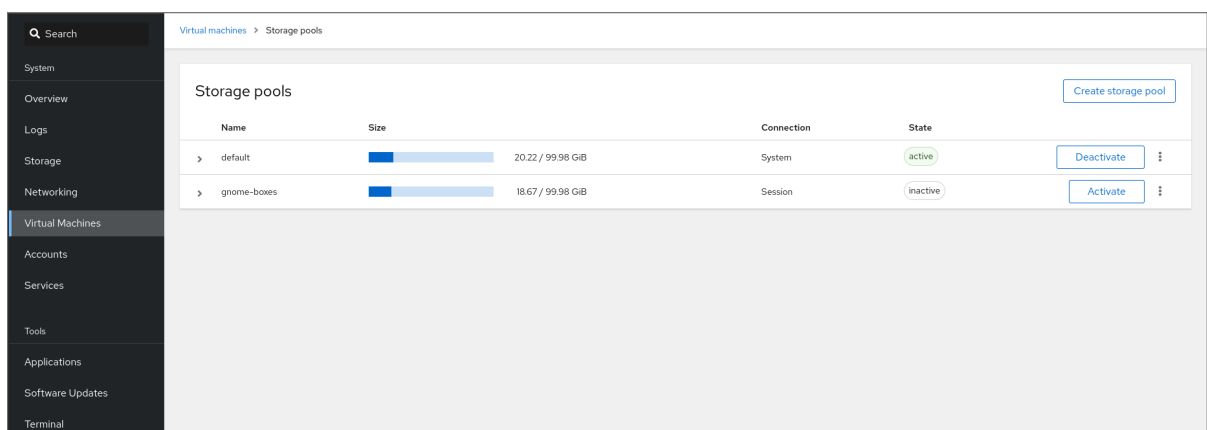 Search
System
Overview
Logs
Storage
Networking
Virtual Machines
Accounts
Services
Tools
Applications
Software Updates
Terminal
Virtual machines > Storage pools
Storage pools
Create storage pool
Name Size Connection State
default 20.22 / 99.98 GiB System active Deactivate
gnome-boxes 18.67 / 99.98 GiB Session inactive Activate